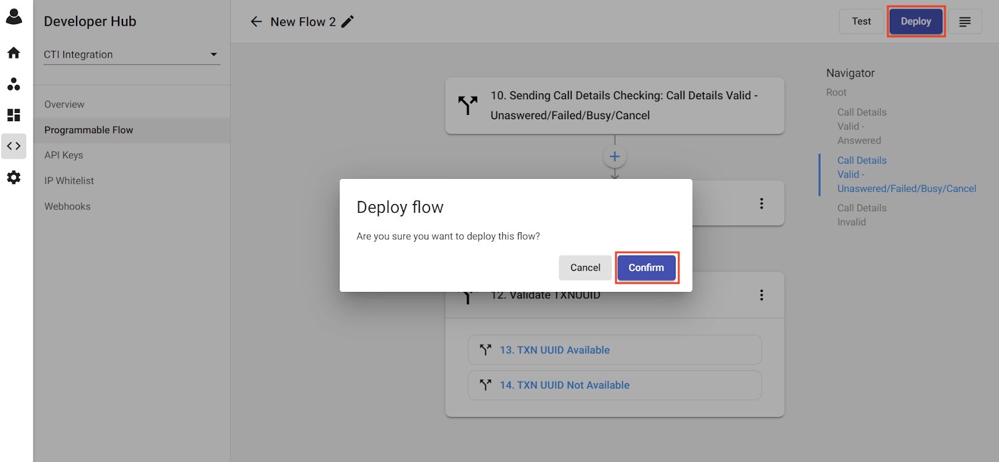 Developer Hub
CTI Integration
Overview
Programmable Flow
API Keys
IP Whitelist
Webhooks
New Flow 2
Test
Deploy
10. Sending Call Details Checking: Call Details Valid -
Unaswered/Failed/Busy/Cancel
Deploy flow
Are you sure you want to deploy this flow?
Cancel
Confirm
12. Validate TXNUUID
13. TXN UUID Available
14. TXN UUID Not Available
Navigator
Root
Call Details
Valid -
Answered
Call Details
Valid -
Unaswered/Failed/Busy/Cancel
Call Details
Invalid